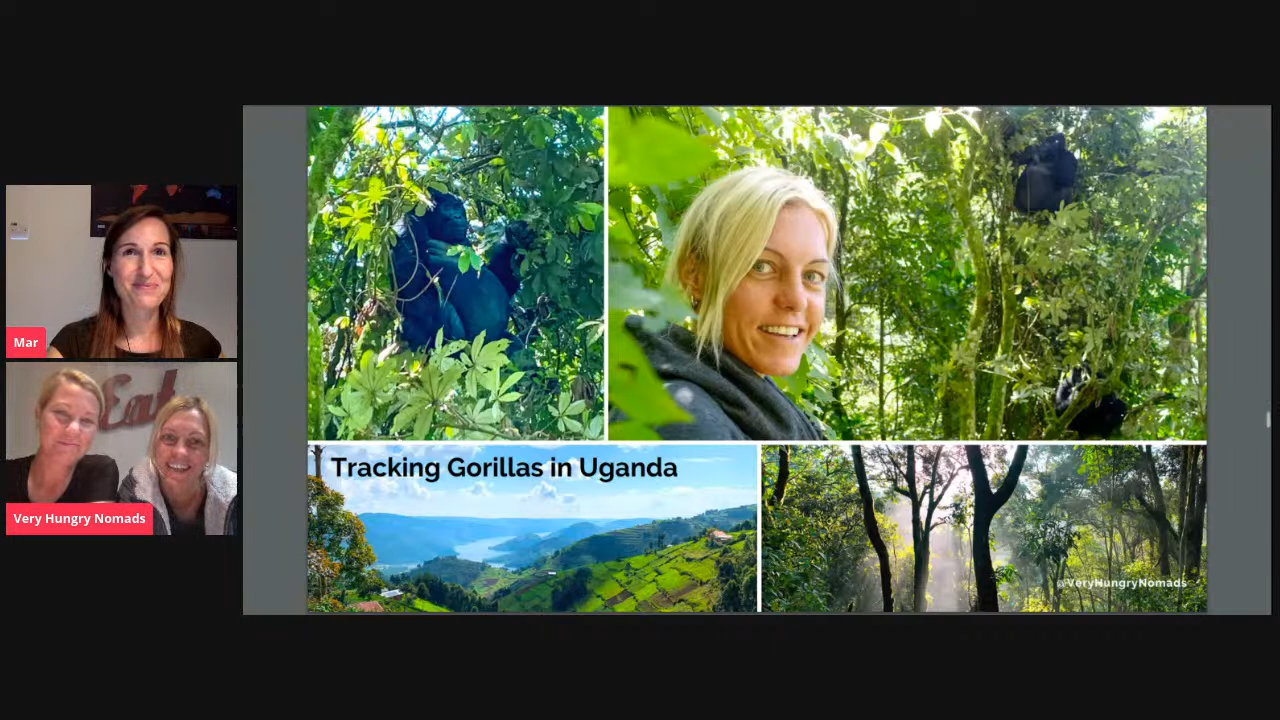 Mar
Eat
Very Hungry Nomads
Tracking Gorillas in Uganda
@VeryHungryNomads